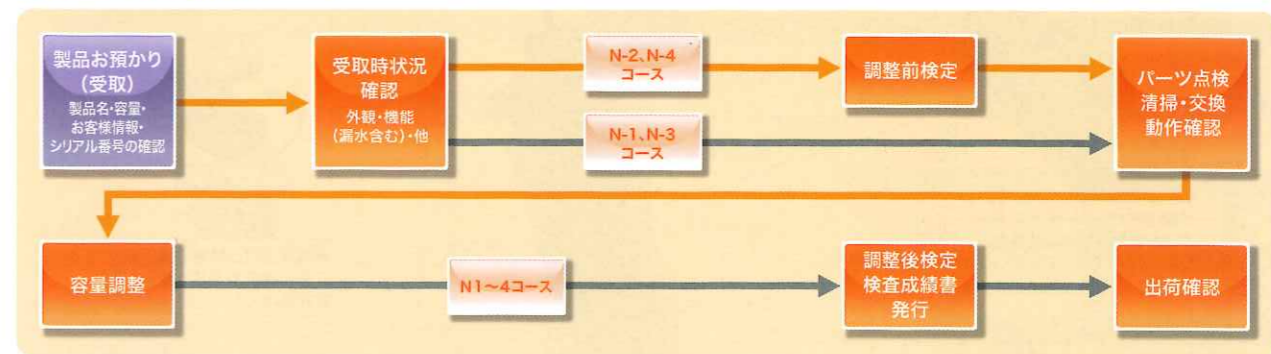 製品お預かり
(受取)
製品名・容量・
お客様情報・
シリアル番号の確認
受取時状況
確認
外観・機能
(漏水含む)・他
N-2、N-4
コース
N-1、N-3
コース
調整前検定
パーツ点検
清掃・交換
動作確認
容量調整
N1～4コース
調整後検定
検査成績書
発行
出荷確認